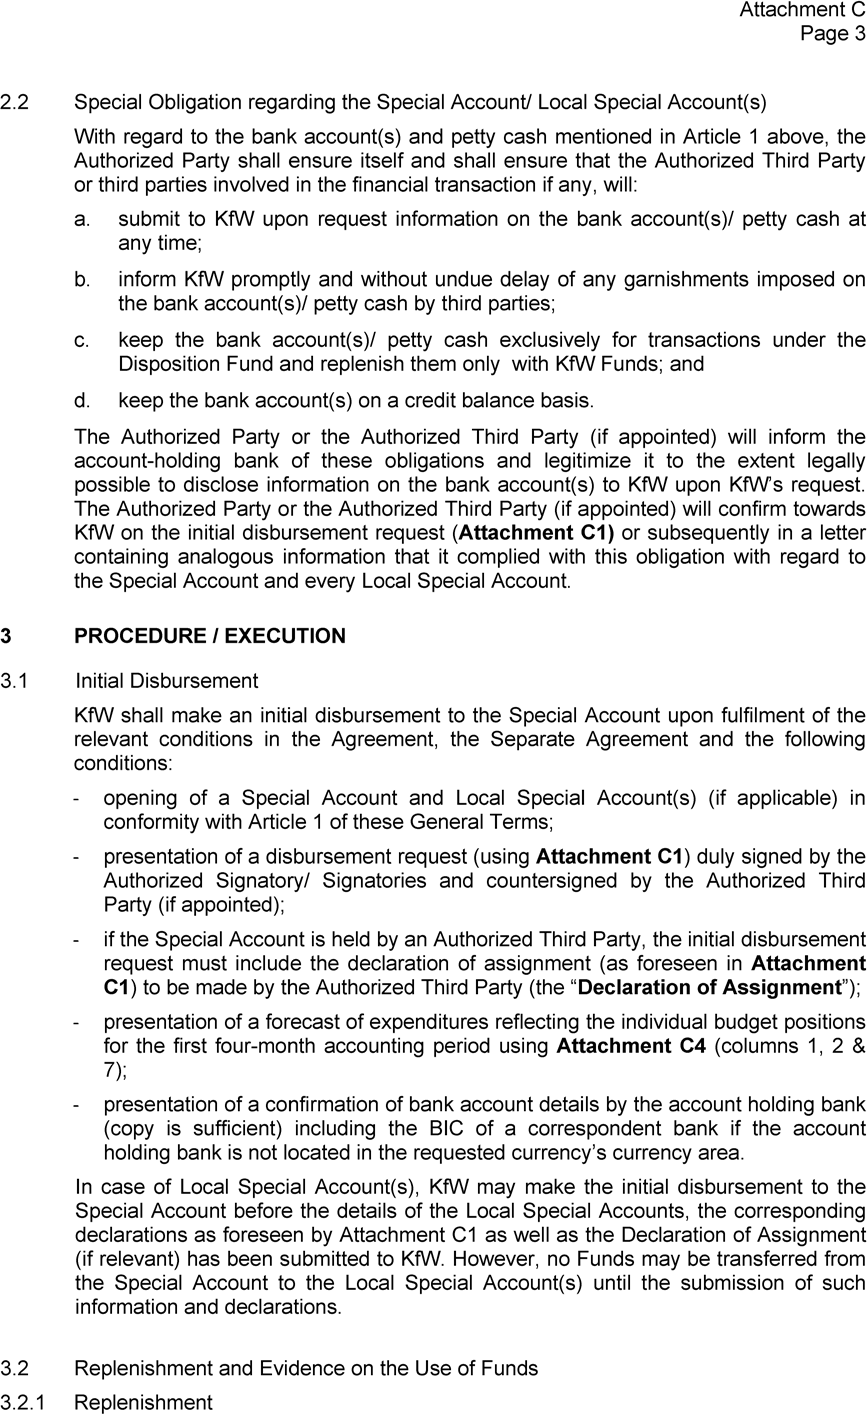 Attachment C
Page 3
2.2 Special Obligation regarding the Special Account/ Local Special Account(s)
With regard to the bank account(s) and petty cash mentioned in Article 1 above, the
Authorized Party shall ensure itself and shall ensure that the Authorized Third Party
or third parties involved in the financial transaction if any, will:
a. submit to KfW upon request information on the bank account(s)/ petty cash at
any time;
b. inform KfW promptly and without undue delay of any garnishments imposed on
the bank account(s)/ petty cash by third parties;
c. keep the bank account(s)/ petty cash exclusively for transactions under the
Disposition Fund and replenish them only  with KfW Funds; and
d. keep the bank account(s) on a credit balance basis.
The Authorized Party or the Authorized Third Party (if appointed) will inform the
account-holding bank of these obligations and legitimize it to the extent legally
possible to disclose information on the bank account(s) to KfW upon KfW's request.
The Authorized Party or the Authorized Third Party (if appointed) will confirm towards
KfW on the initial disbursement request (Attachment C1) or subsequently in a letter
containing analogous information that it complied with this obligation with regard to
the Special Account and every Local Special Account.
3 PROCEDURE / EXECUTION
3.1 Initial Disbursement
KfW shall make an initial disbursement to the Special Account upon fulfilment of the
relevant conditions in the Agreement, the Separate Agreement and the following
conditions:
- opening of a Special Account and Local Special Account(s) (if applicable) in
conformity with Article 1 of these General Terms;
- presentation of a disbursement request (using Attachment C1) duly signed by the
Authorized Signatory/ Signatories and countersigned by the Authorized Third
Party (if appointed);
- if the Special Account is held by an Authorized Third Party, the initial disbursement
request must include the declaration of assignment (as foreseen in Attachment
C1) to be made by the Authorized Third Party (the “Declaration of Assignment”);
- presentation of a forecast of expenditures reflecting the individual budget positions
for the first four-month accounting period using Attachment C4 (columns 1, 2 &
7);
- presentation of a confirmation of bank account details by the account holding bank
(copy is sufficient) including the BIC of a correspondent bank if the account
holding bank is not located in the requested currency's currency area.
In case of Local Special Account(s), KfW may make the initial disbursement to the
Special Account before the details of the Local Special Accounts, the corresponding
declarations as foreseen by Attachment C1 as well as the Declaration of Assignment
(if relevant) has been submitted to KfW. However, no Funds may be transferred from
the Special Account to the Local Special Account(s) until the submission of such
information and declarations.
3.2 Replenishment and Evidence on the Use of Funds
3.2.1 Replenishment